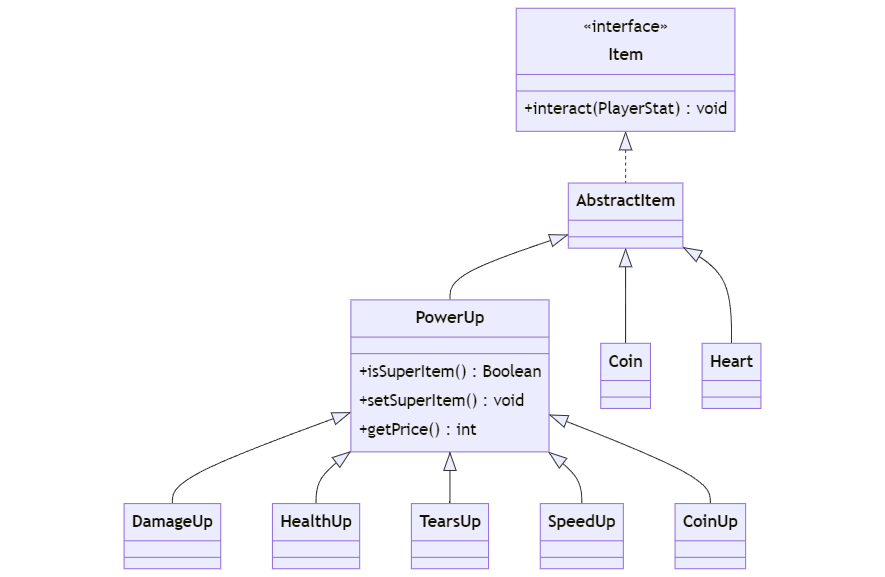 «interface»
Item
+interact(PlayerStat) : void
AbstractItem
PowerUp
+isSuperItem() : Boolean
+setSuperItem() : void
+getPrice() : int
Coin
Heart
DamageUp
HealthUp
TearsUp
SpeedUp
CoinUp